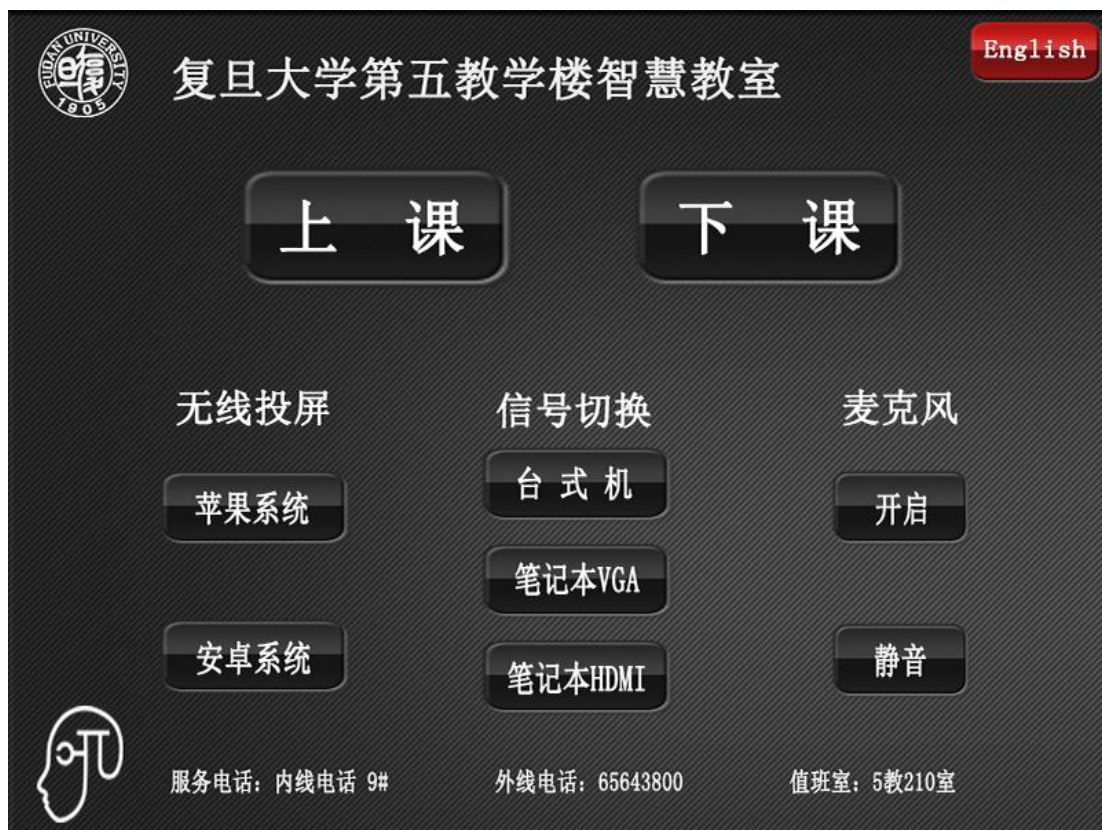 FUDAN UNIVERSITY
1905
复旦大学第五教学楼智慧教室
English
上 课
下 课
无线投屏
信号切换
麦克风
苹果系统
台 式 机
开启
笔记本VGA
安卓系统
笔记本HDMI
静音
服务电话：内线电话 9#
外线电话：65643800
值班室：5教210室